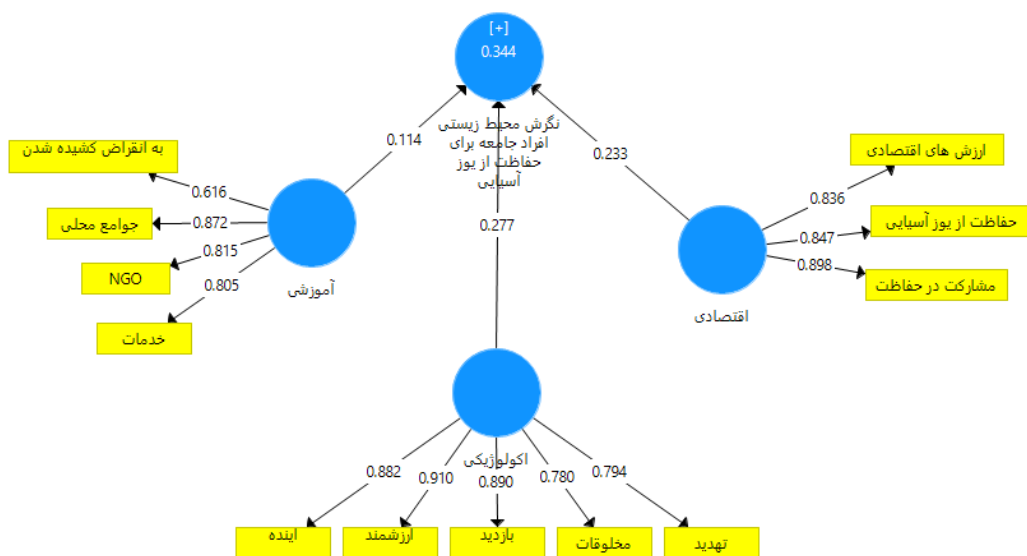 [+]
0.344
نگرش محیط زیستی
افراد جامعه برای
حفاظت از یوز
آسیایی
0.114
0.233
0.277
به انقراض کشیده شدن
جوامع محلی
NGO
خدمات
0.616
0.872
0.815
0.805
آموزشی
ارزش های اقتصادی
حفاظت از یوز آسیایی
مشارکت در حفاظت
0.836
0.847
0.898
اقتصادی
اکولوژیکی
0.882
0.910
0.890
0.780
0.794
اینده
ارزشمند
بازدید
مخلوقات
تهدید